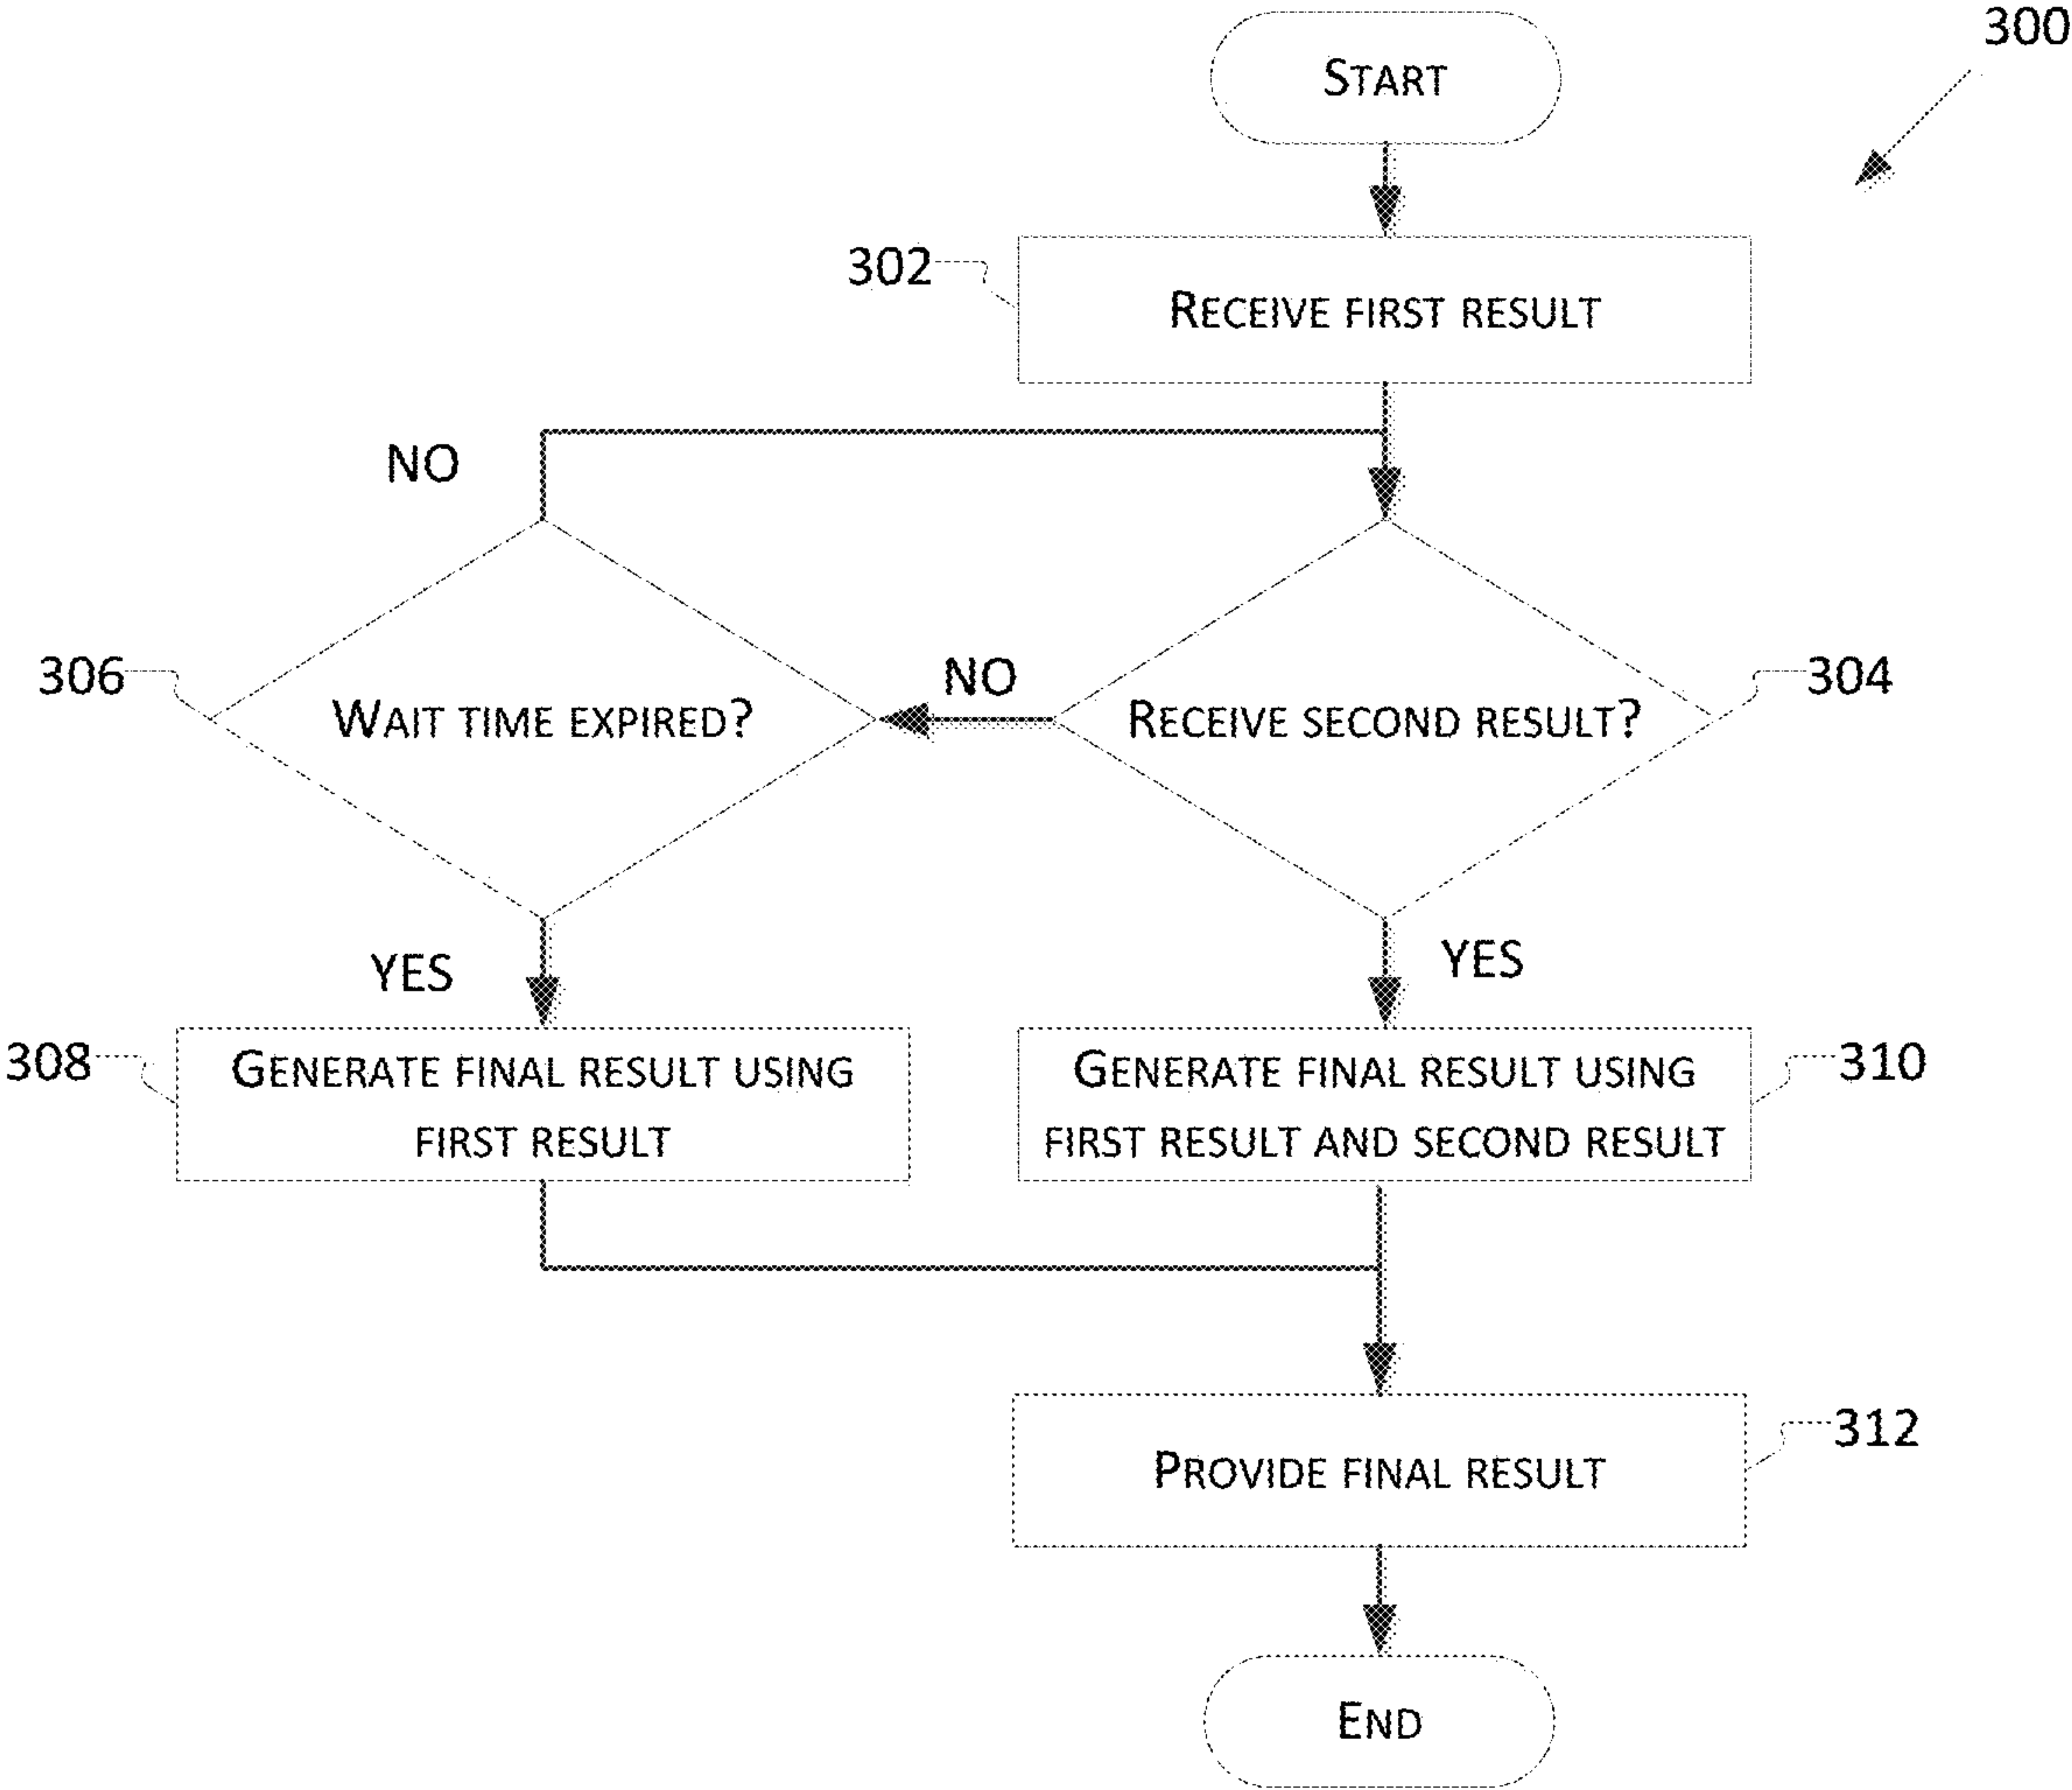 300
START
302
RECEIVE FIRST RESULT
NO
306
WAIT TIME EXPIRED?
NO
RECEIVE SECOND RESULT?
304
YES
YES
308
GENERATE FINAL RESULT USING
FIRST RESULT
GENERATE FINAL RESULT USING
FIRST RESULT AND SECOND RESULT
310
PROVIDE FINAL RESULT
312
END